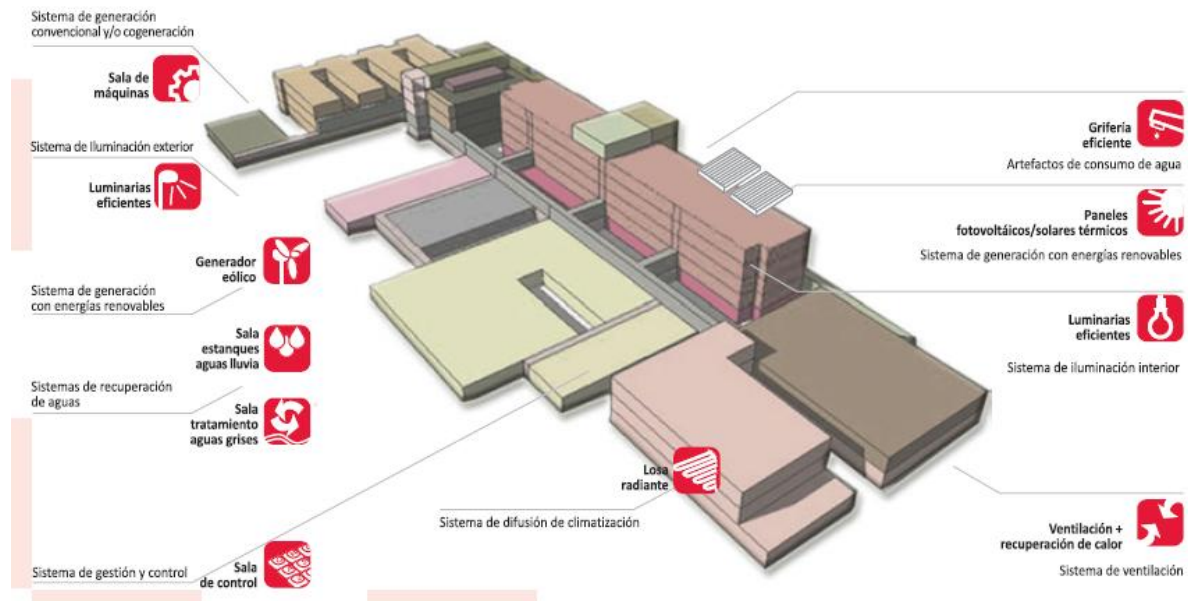 Sistema de generación
convencional y/o cogeneración
Sala de
máquinas
Sistema de Iluminación exterior
Luminarias
eficientes
Generador
eólico
Sistema de generación
con energías renovables
Sala
estanques
aguas lluvia
Sistemas de recuperación
de aguas
Sala
tratamiento
aguas grises
Sistema de gestión y control
Sala
de control
Losa
radiante
Sistema de difusión de climatización
Grifería
eficiente
Artefactos de consumo de agua
Paneles
fotovoltáicos/solares térmicos
Sistema de generación con energías renovables
Luminarias
eficientes
Sistema de iluminación interior
Ventilación +
recuperación de calor
Sistema de ventilación